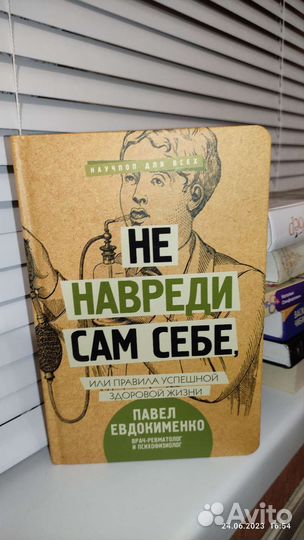 НАУЧПОП ДЛЯ ВСЕХ
НЕ
НАВРЕДИ
САМ СЕБЕ,
ИЛИ ПРАВИЛА УСПЕШНОЙ
ЗДОРОВОЙ ЖИЗНИ
ПАВЕЛ
ЕВДОКИМЕНКО
ВРАЧ-РЕВМАТОЛОГ
И ПСИХОФИЗИОЛОГ
Avito
24.06.2023 16:54